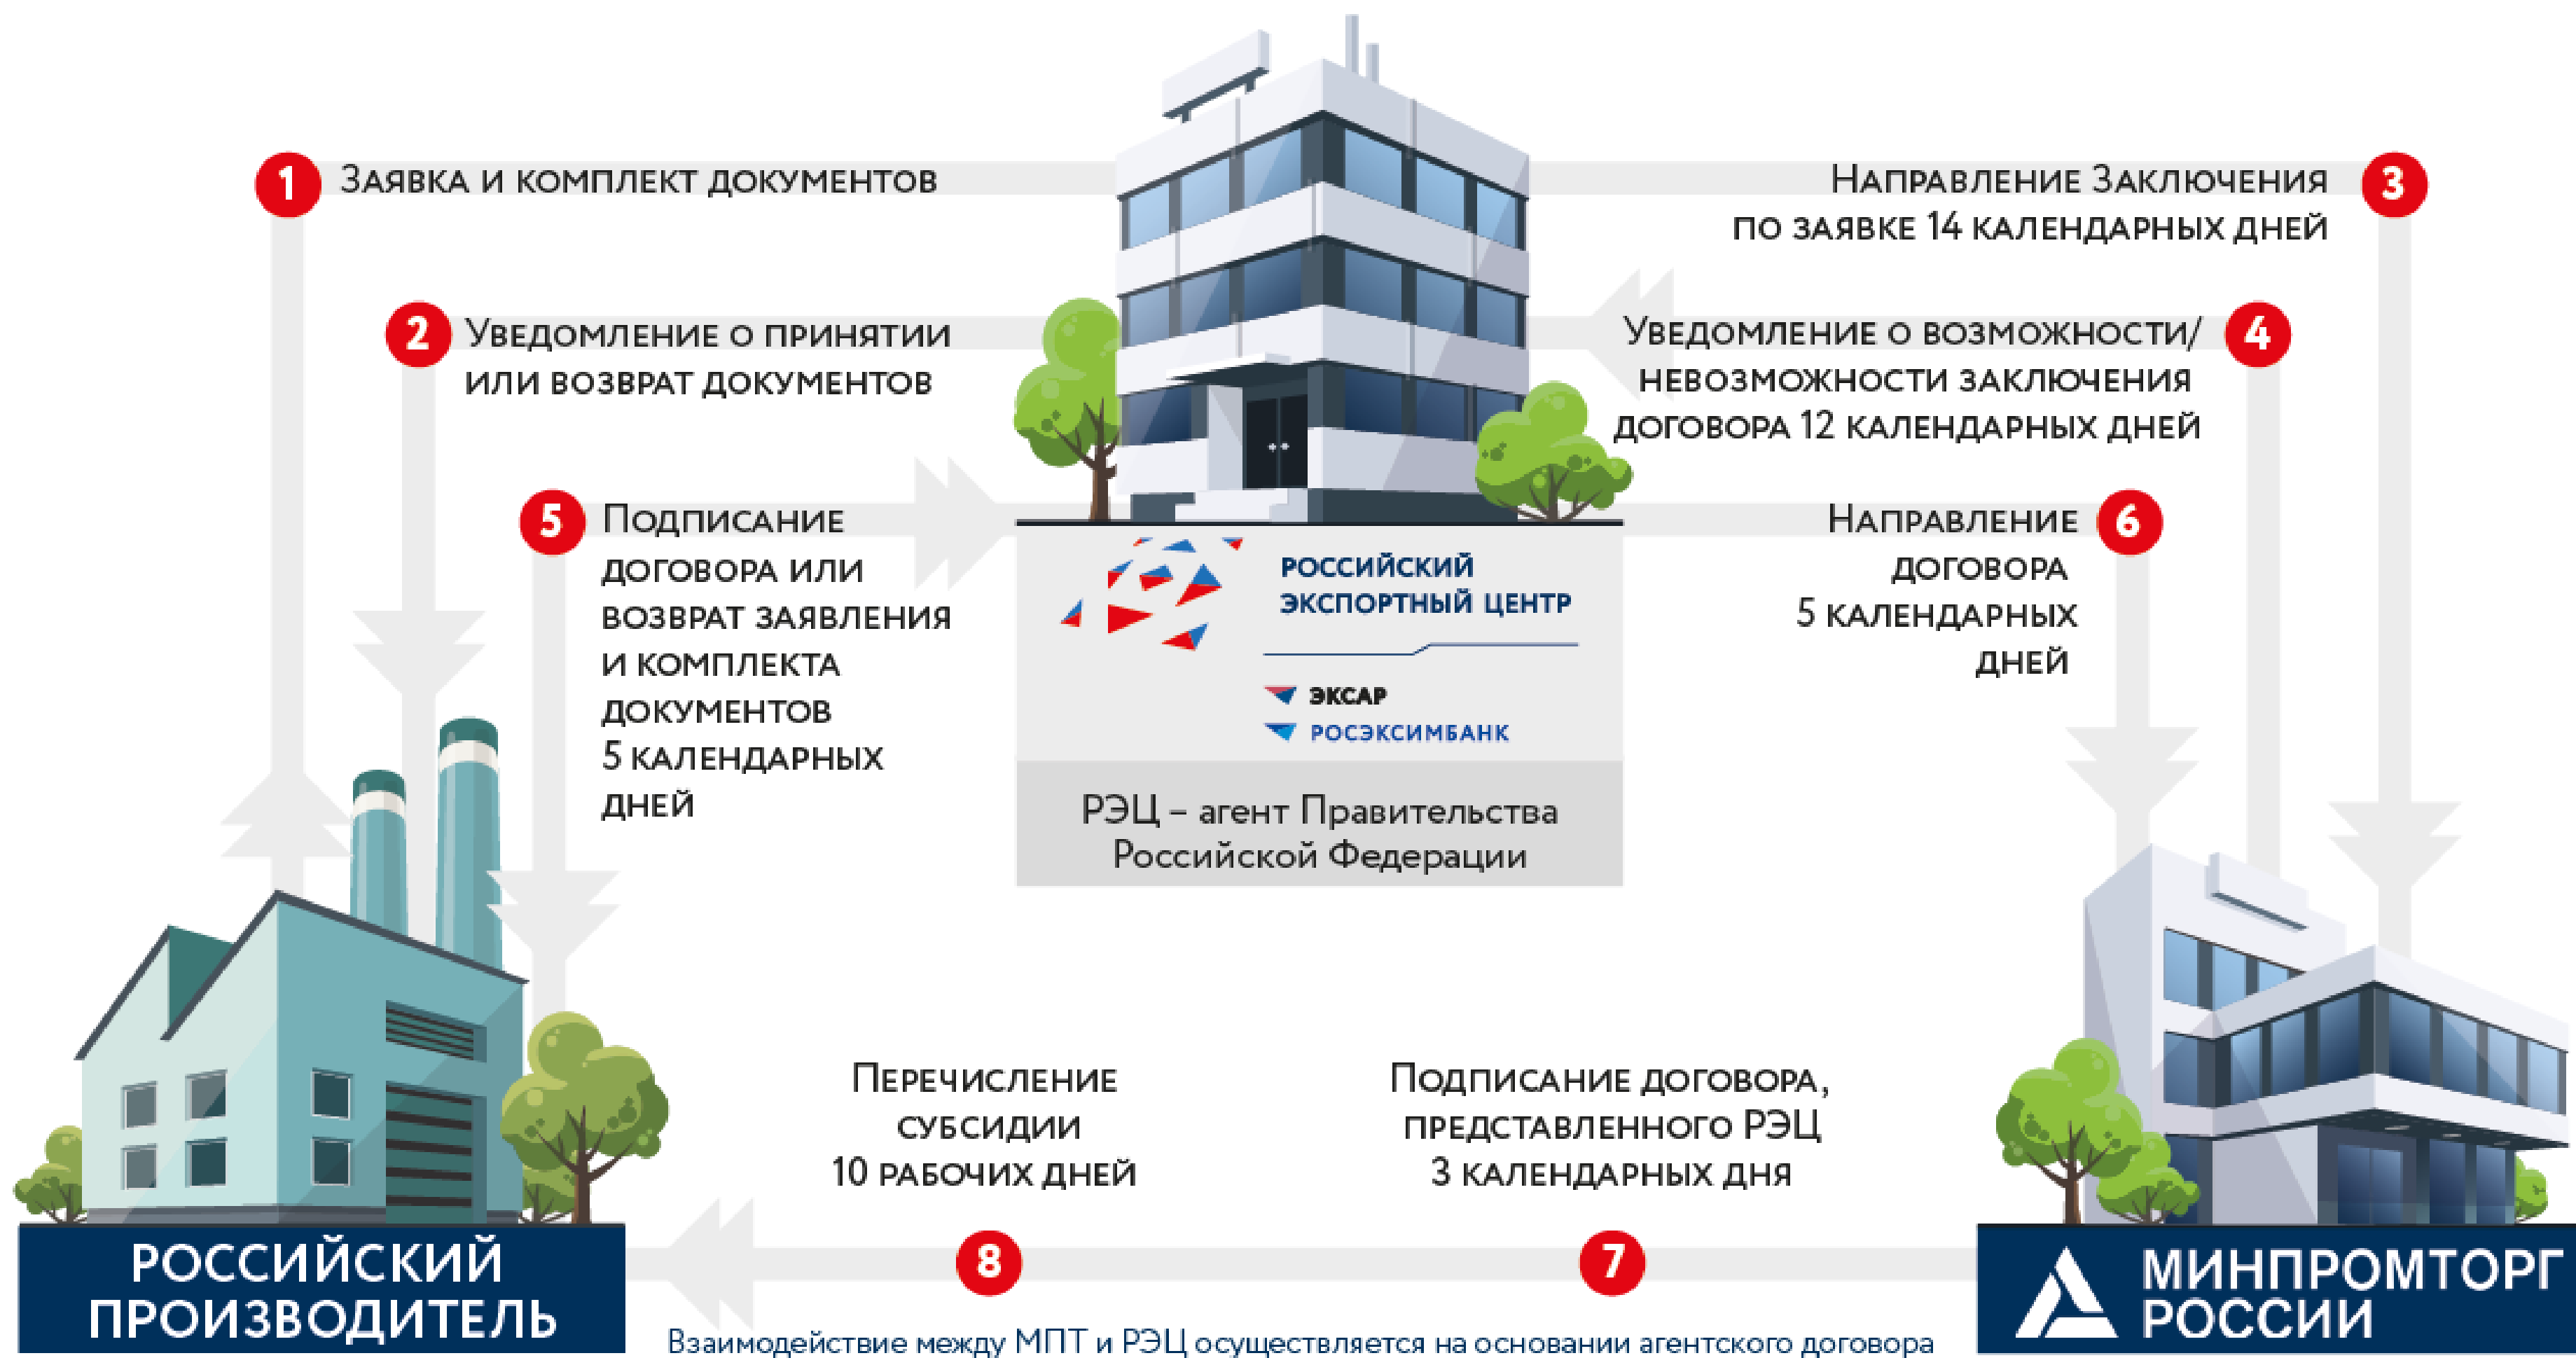 1
Заявка и комплект документов
2
Уведомление о принятии
или возврат документов
3
Направление Заключения
по заявке 14 календарных дней
4
Уведомление о возможности/
невозможности заключения
договора 12 календарных дней
5
Подписание
договора или
возврат заявления
и комплекта
документов
5 календарных
дней
6
Направление
договора
5 календарных
дней
РОССИЙСКИЙ
ЭКСПОРТНЫЙ ЦЕНТР
ЭКСАР
РОСЭКСИМБАНК
РЭЦ – агент Правительства
Российской Федерации
Перечисление
субсидии
10 рабочих дней
8
Подписание договора,
представленного РЭЦ
3 календарных дня
7
РОССИЙСКИЙ
ПРОИЗВОДИТЕЛЬ
МИНПРОМТОРГ
РОССИИ
Взаимодействие между МПТ и РЭЦ осуществляется на основании агентского договора